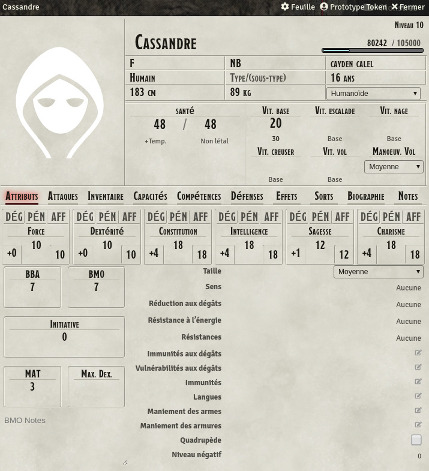 Cassandre Feuille Prototype Token Fermer
Niveau 10
Cassandre
80242 / 105000
F NB CAYDEN CALEL
Humain Type/(sous-type) 16 ans
183 cm 89 kg Humanoïde
santé Vit. base Vit. escalade Vit. nage
48 / 48 20
+Temp. Non létal 30 Base Base
Vit. creuser Vit. vol Manoeuv. Vol
Base Base Moyenne
Attributs Attaques Inventaire Capacités Compétences Défenses Effets Sorts Biographie Notes
DÉG PÉN AFF DÉG PÉN AFF DÉG PÉN AFF DÉG PÉN AFF DÉG PÉN AFF DÉG PÉN AFF
Force Dextérité Constitution Intelligence Sagesse Charisme
10 10 18 18 12 18
+0 10 +0 10 +4 18 +4 18 +1 12 +4 18
BBA BMO Taille Moyenne
7 7
Sens Aucune
Réduction aux dégâts Aucune
Initiative Résistance à l'énergie Aucune
0 Résistances Aucune
Immunités aux dégâts
MAT Max. Dex. Vulnérabilités aux dégâts
3 Immunités
Langues
Maniement des armes
BMO Notes Maniement des armures
Quadrupède
Niveau négatif 0